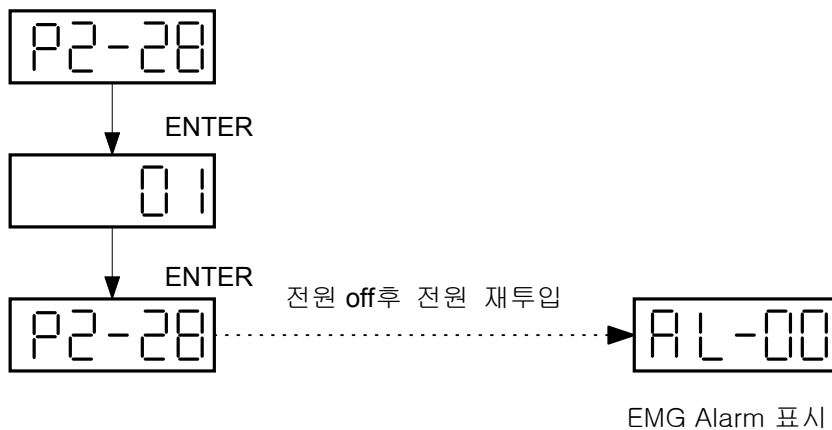 P2-28
ENTER
01
ENTER
P2-28
전원 off후 전원 재투입
AL-00
EMG Alarm 표시